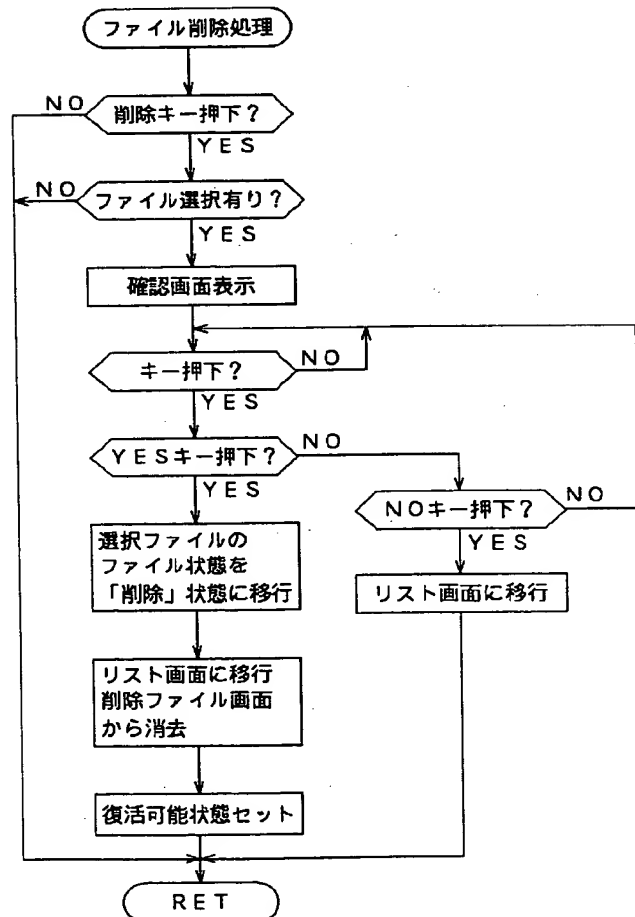 ファイル削除処理
NO
削除キー押下？
YES
NO
ファイル選択有り？
YES
確認画面表示
キー押下？
NO
YES
YESキー押下？
NO
YES
NOキー押下？
NO
YES
選択ファイルの
ファイル状態を
「削除」状態に移行
リスト画面に移行
リスト画面に移行
削除ファイル画面
から消去
復活可能状態セット
RET